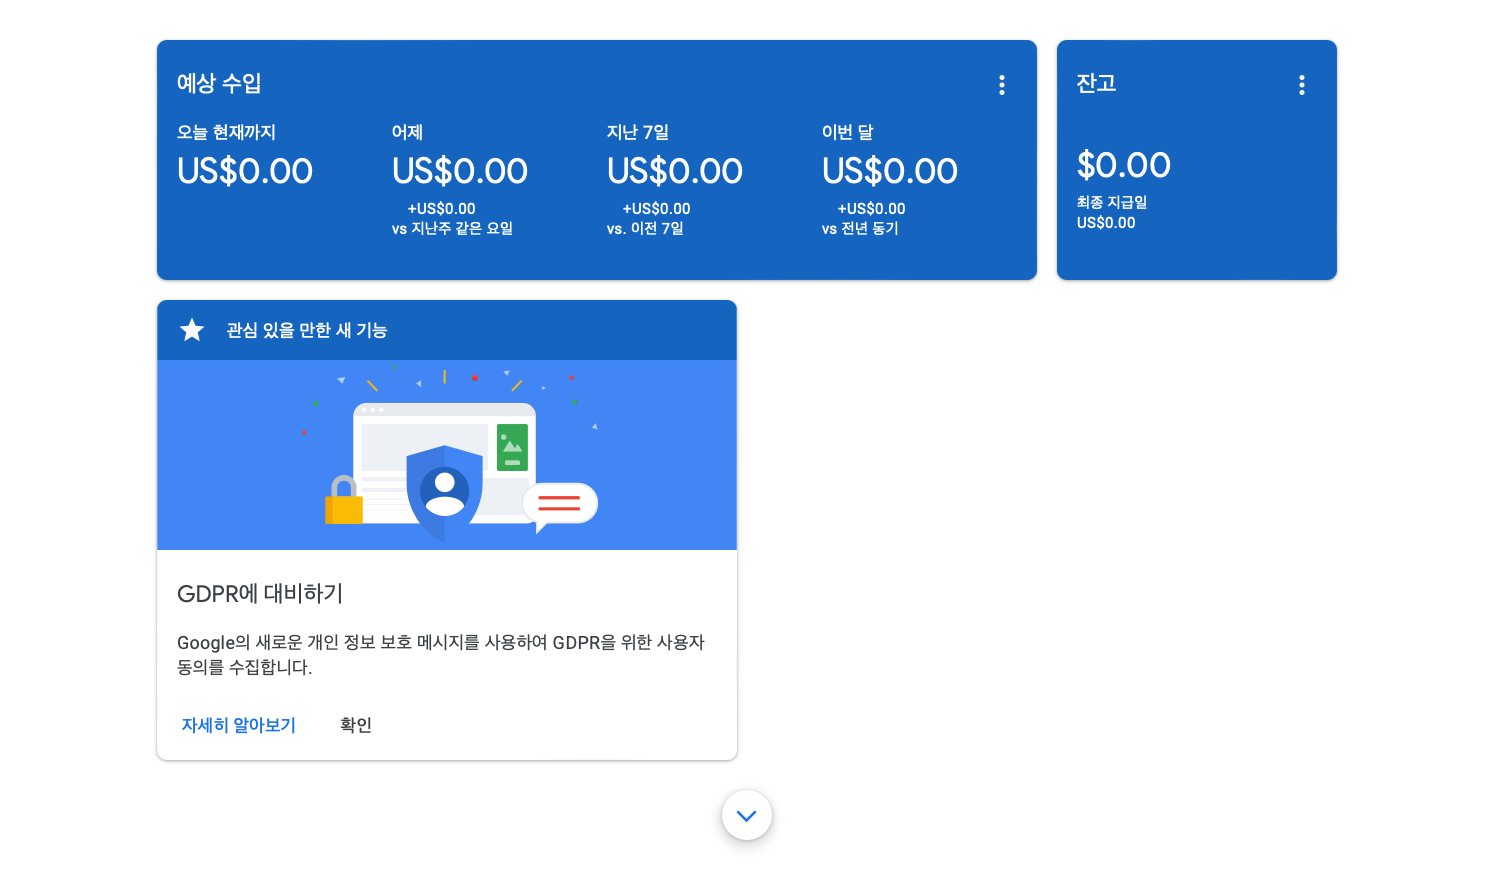 예상 수입
오늘 현재까지
US$0.00
어제
US$0.00
+US$0.00
vs 지난주 같은 요일
지난 7일
US$0.00
+US$0.00
vs. 이전 7일
이번 달
US$0.00
+US$0.00
vs 전년 동기
잔고
$0.00
최종 지급일
US$0.00
관심 있을 만한 새 기능
GDPR에 대비하기
Google의 새로운 개인 정보 보호 메시지를 사용하여 GDPR을 위한 사용자
동의를 수집합니다.
자세히 알아보기
확인